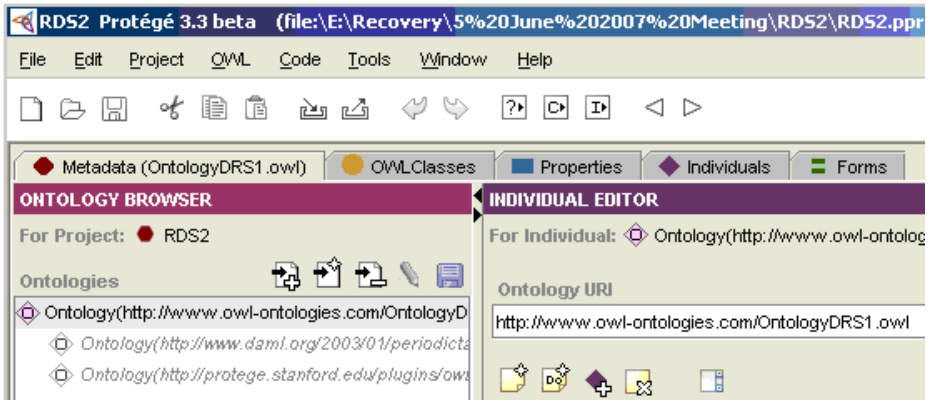 RDS2 Protégé 3.3 beta (file:\E:\Recovery\5%20June%202007%20Meeting\RDS2\RDS2.ppr
File Edit Project OWL Code Tools Window Help
Metadata (OntologyDRS1.owl) OWLClasses Properties Individuals Forms
ONTOLOGY BROWSER
INDIVIDUAL EDITOR
For Project: RDS2
For Individual: Ontology(http://www.owl-ontolog
Ontologies
Ontology URI
Ontology(http://www.owl-ontologies.com/OntologyD
http://www.owl-ontologies.com/OntologyDRS1.owl
Ontology(http://www.daml.org/2003/01/periodicta
Ontology(http://protege.stanford.edu/plugins/owl